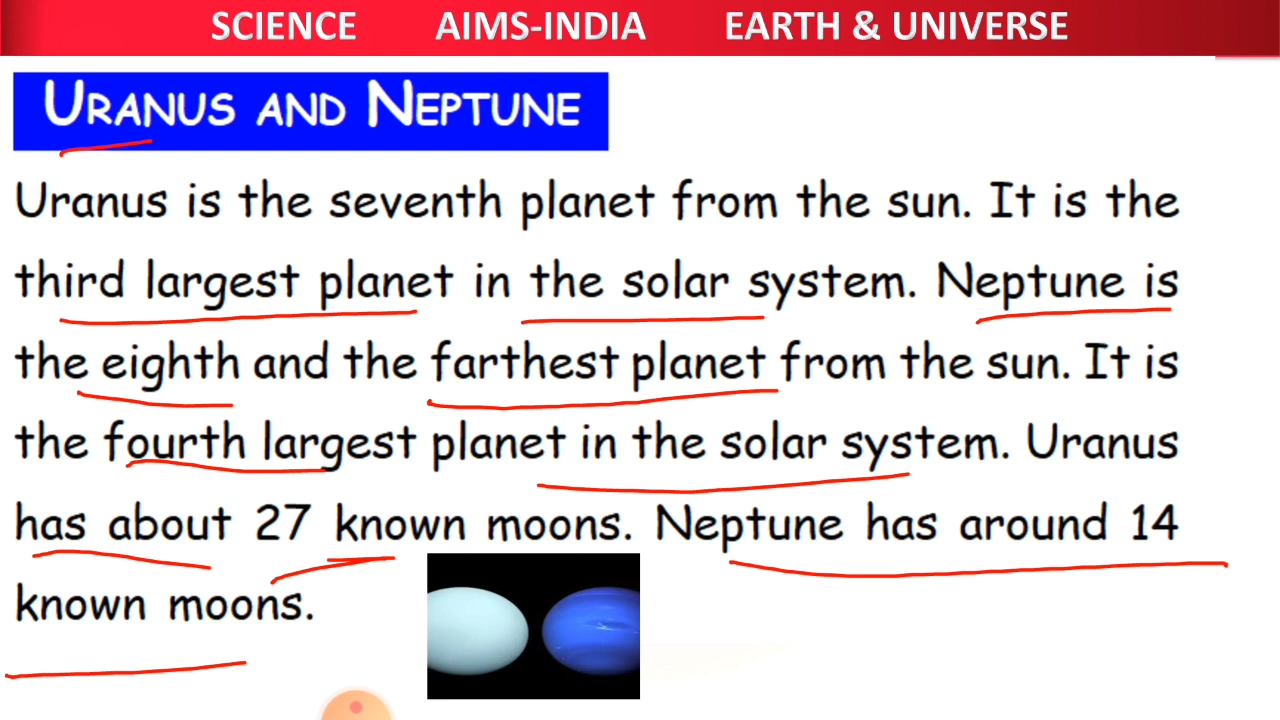 SCIENCE AIMS-INDIA EARTH & UNIVERSE
URANUS AND NEPTUNE
Uranus is the seventh planet from the sun. It is the
third largest planet in the solar system. Neptune is
the eighth and the farthest planet from the sun. It is
the fourth largest planet in the solar system. Uranus
has about 27 known moons. Neptune has around 14
known moons.